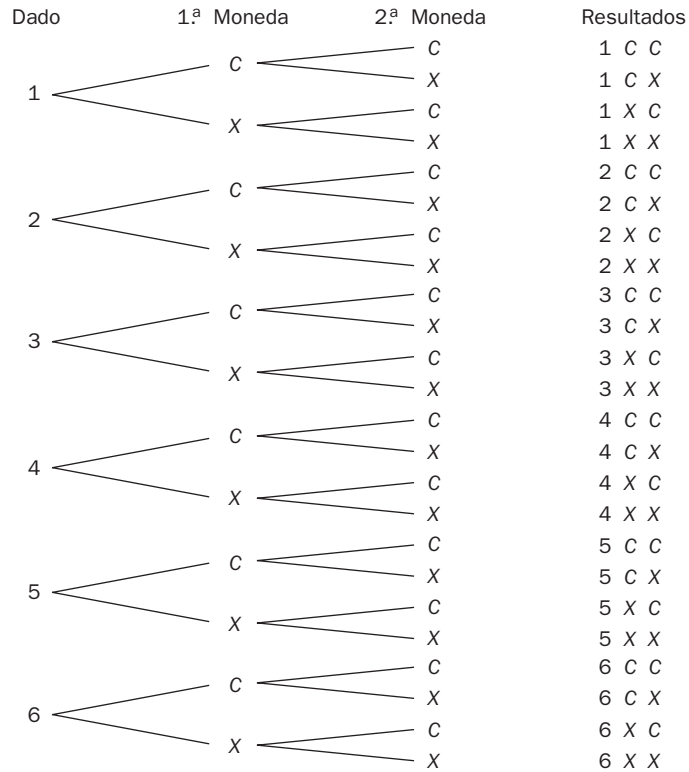 Dado 1.ª Moneda 2.ª Moneda Resultados
C 1 C C
C X 1 C X
1 C 1 X C
X X 1 X X
C 2 C C
C X 2 C X
2 C 2 X C
X X 2 X X
C 3 C C
C X 3 C X
3 C 3 X C
X X 3 X X
C 4 C C
C X 4 C X
4 C 4 X C
X X 4 X X
C 5 C C
C X 5 C X
5 C 5 X C
X X 5 X X
C 6 C C
C X 6 C X
6 C 6 X C
X X 6 X X